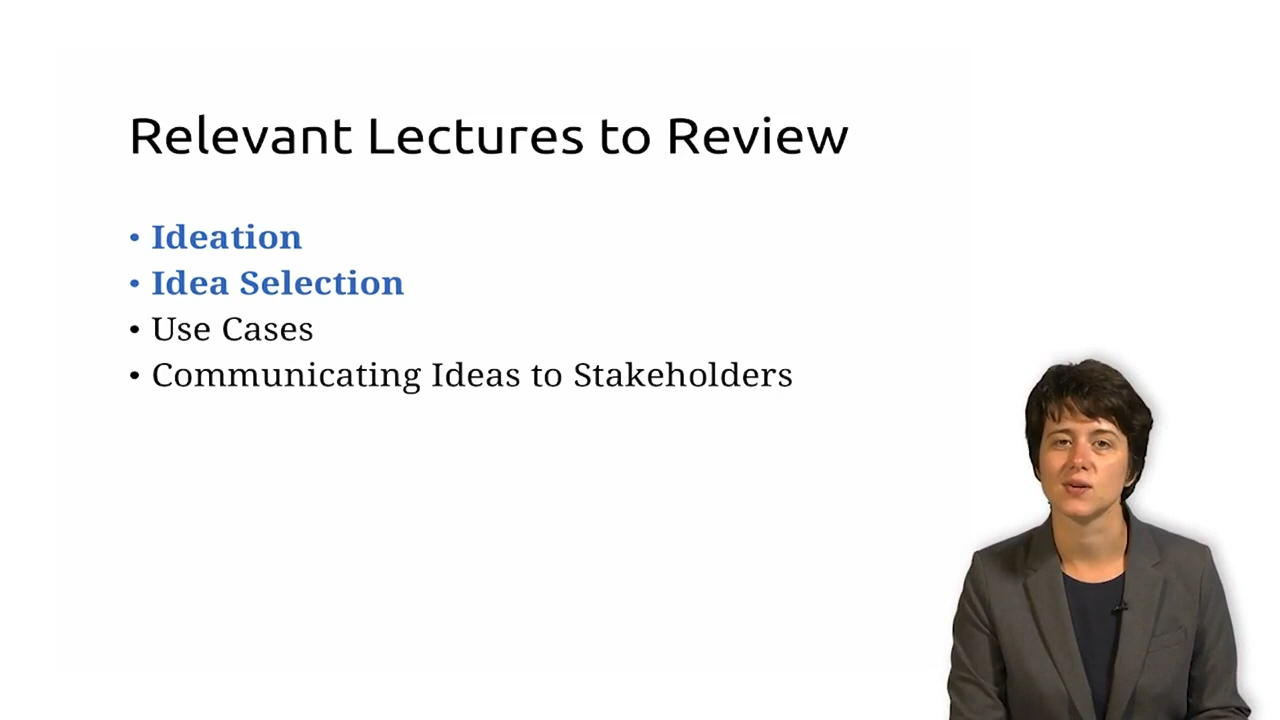 Relevant Lectures to Review
• Ideation
• Idea Selection
• Use Cases
• Communicating Ideas to Stakeholders